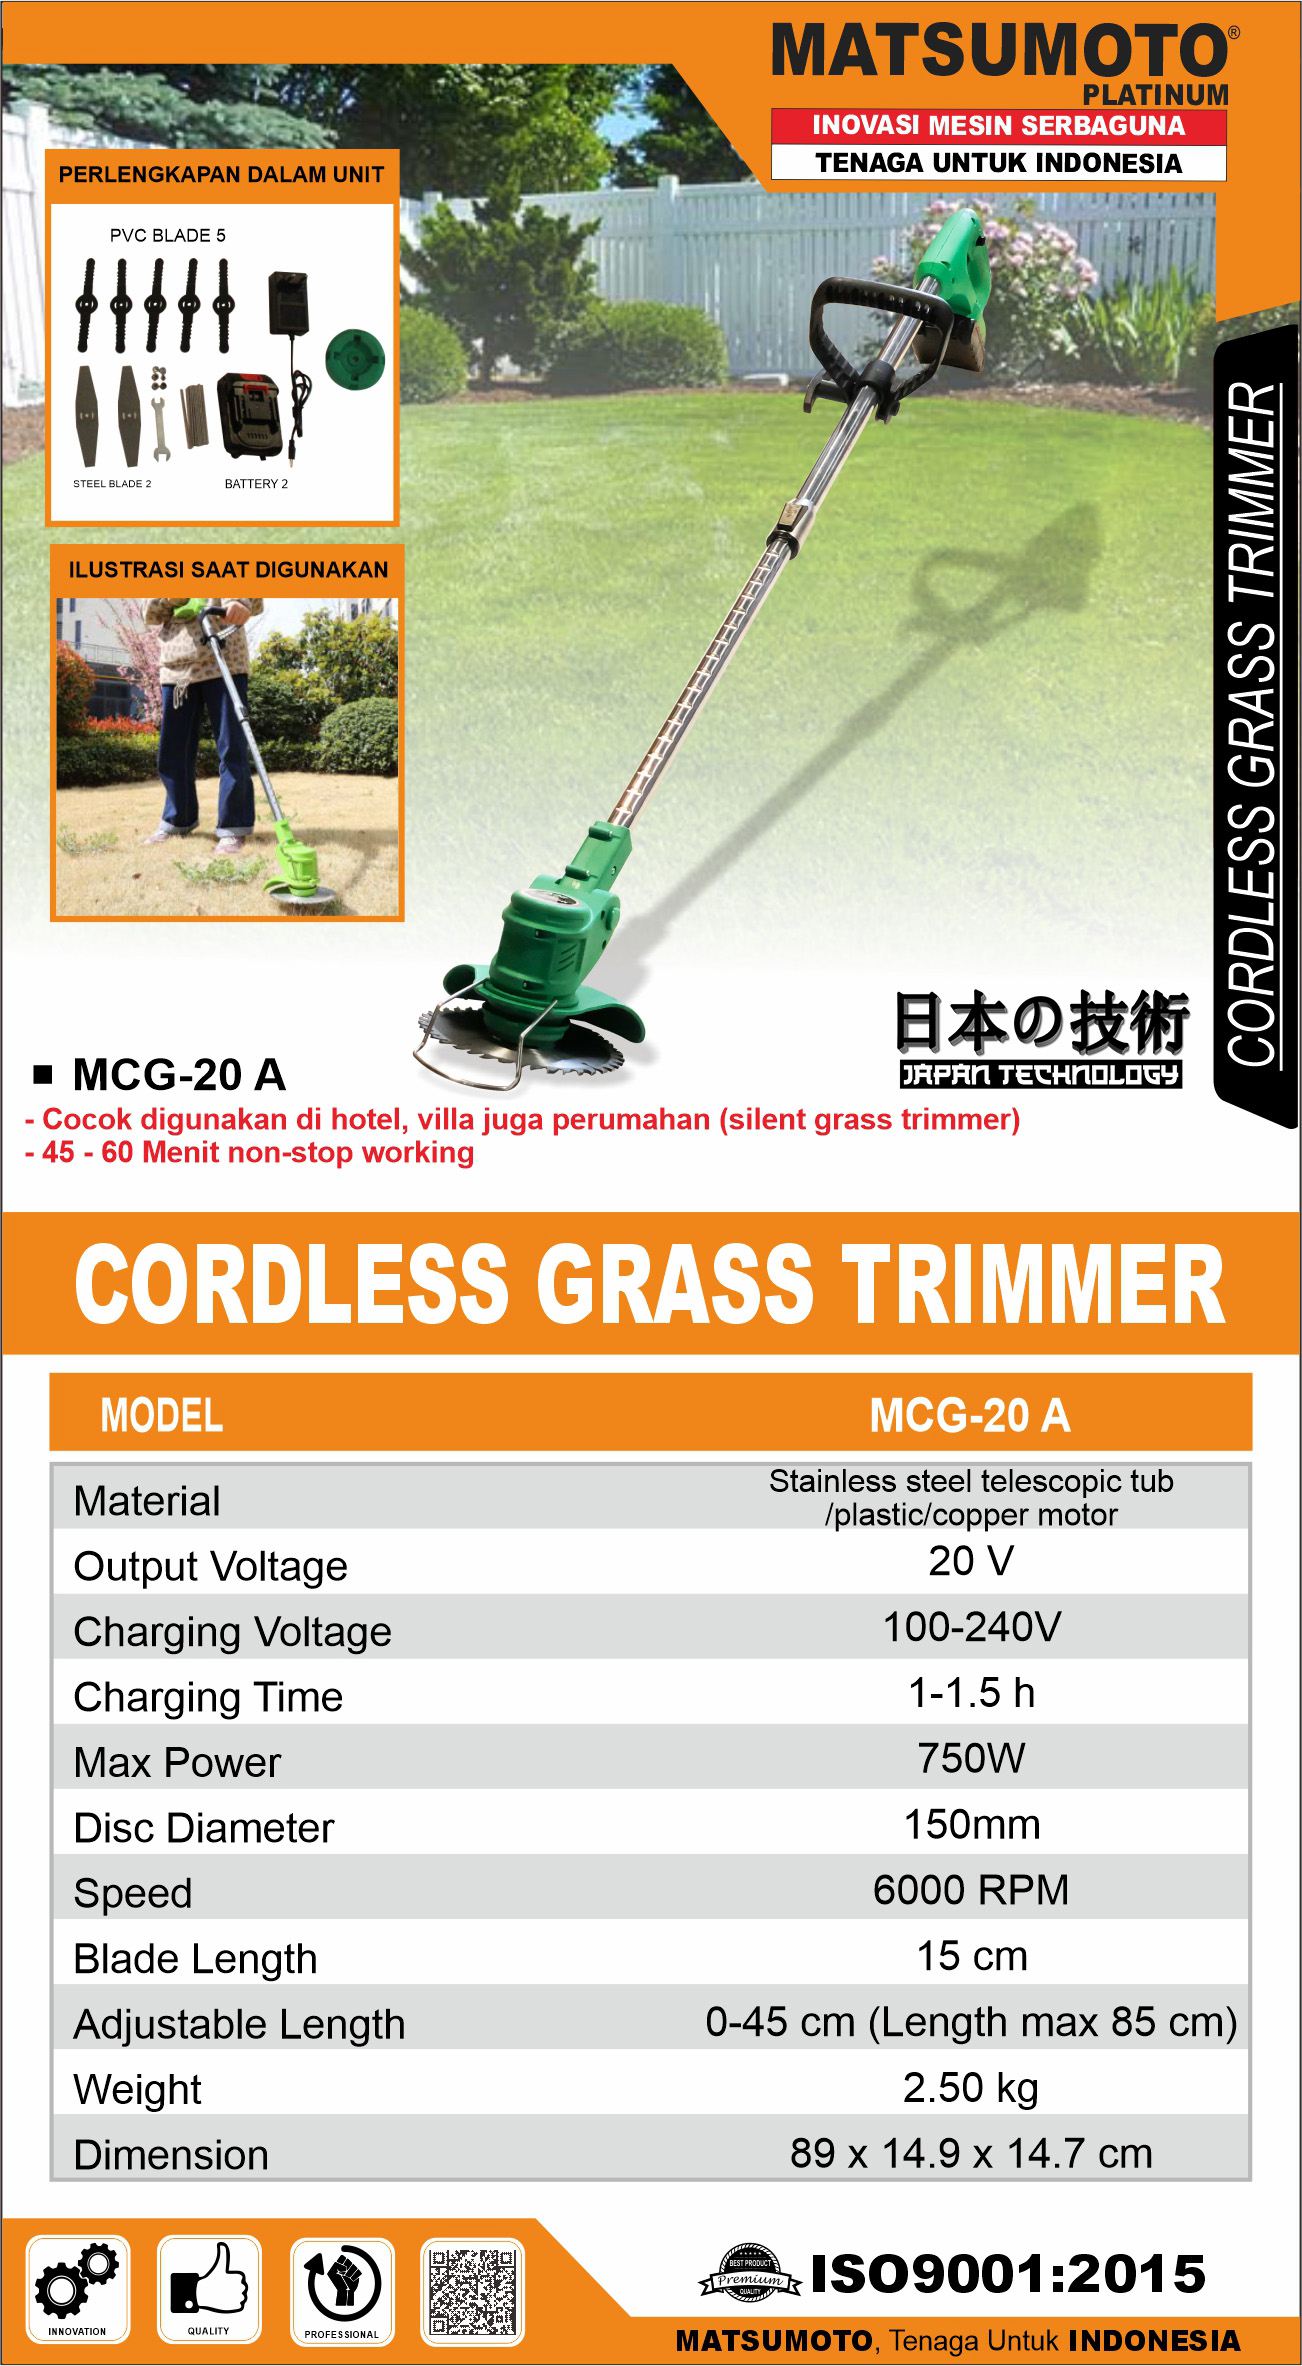 MATSUMOTO®
PLATINUM
INOVASI MESIN SERBAGUNA
TENAGA UNTUK INDONESIA
PERLENGKAPAN DALAM UNIT
PVC BLADE 5
STEEL BLADE 2
BATTERY 2
ILUSTRASI SAAT DIGUNAKAN
CORDLESS GRASS TRIMMER
日本の技術
JAPAN TECHNOLOGY
▪ MCG-20 A
- Cocok digunakan di hotel, villa juga perumahan (silent grass trimmer)
- 45 - 60 Menit non-stop working
CORDLESS GRASS TRIMMER
MODEL MCG-20 A
Material Stainless steel telescopic tub
/plastic/copper motor
Output Voltage 20 V
Charging Voltage 100-240V
Charging Time 1-1.5 h
Max Power 750W
Disc Diameter 150mm
Speed 6000 RPM
Blade Length 15 cm
Adjustable Length 0-45 cm (Length max 85 cm)
Weight 2.50 kg
Dimension 89 x 14.9 x 14.7 cm
INNOVATION
QUALITY
PROFESSIONAL
BEST PRODUCT
Premium
QUALITY
ISO9001:2015
MATSUMOTO, Tenaga Untuk INDONESIA